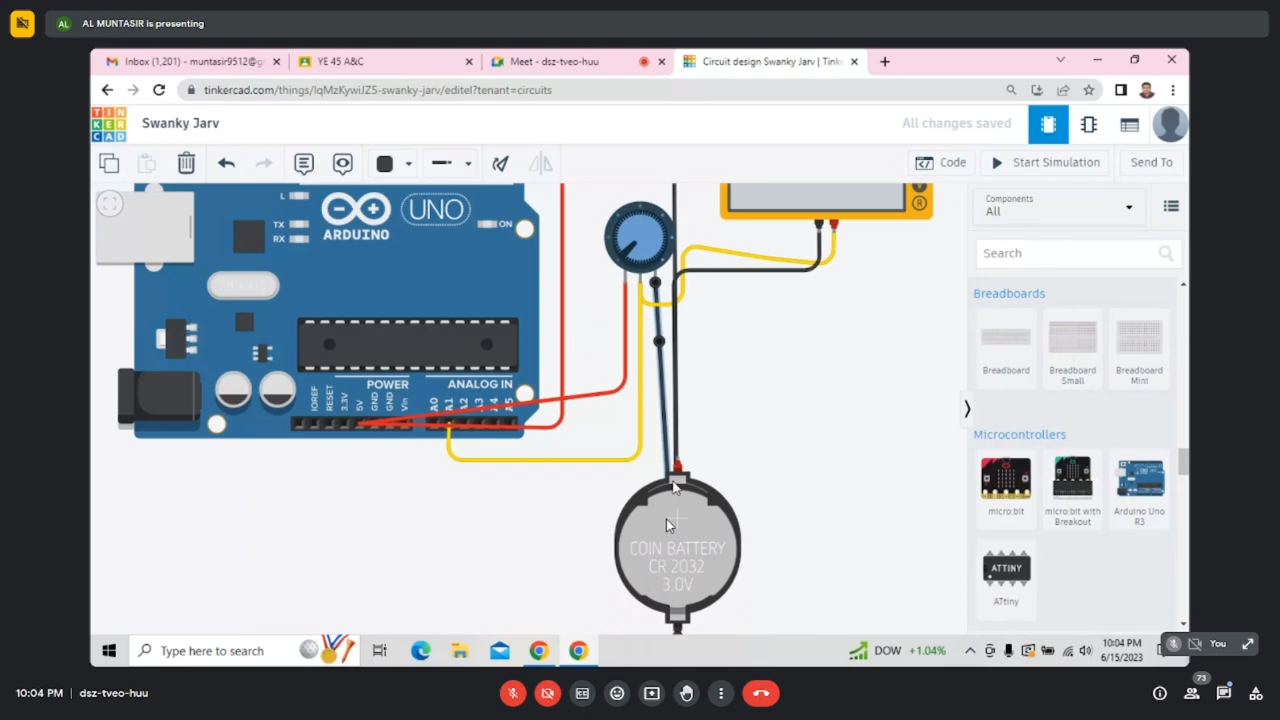 AL AL MUNTASIR is presenting
Inbox (1,201) - muntasir9512@g
YE 45 A&C
Meet - dsz-tveo-huu
Circuit design Swanky Jarv | Tink
tinkercad.com/things/lqMzKywiJZ5-swanky-jarv/editel?tenant=circuits
TIN
KER
CAD
Swanky Jarv
All changes saved
Code
Start Simulation
Send To
L
TX
RX
UNO
ARDUINO
ON
Components
All
Search
V
R
Breadboards
Breadboard
Breadboard Small
Breadboard Mini
POWER
ANALOG IN
IOREF
RESET
3.3V
5V
GND
GND
Vin
A0
A1
A2
A3
A4
A5
Microcontrollers
micro:bit
micro:bit with Breakout
Arduino Uno R3
COIN BATTERY
CR 2032
3.0V
ATTINY
ATtiny
Type here to search
DOW +1.04%
10:04 PM
6/15/2023
You
10:04 PM | dsz-tveo-huu
73